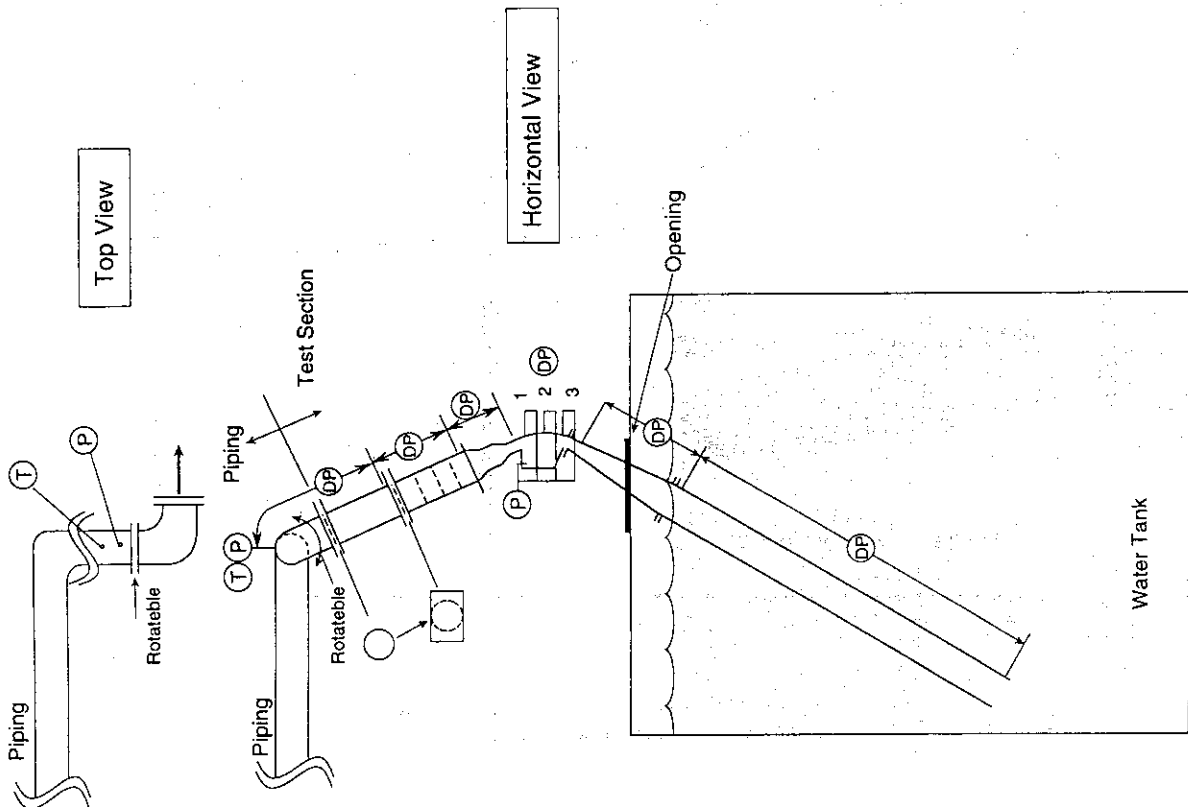 Top View
Piping
T
P
Rotateble
Horizontal View
Piping
Test Section
T
P
DP
DP
DP
Piping
Rotateble
P
1
2
3
DP
Opening
DP
DP
Water Tank